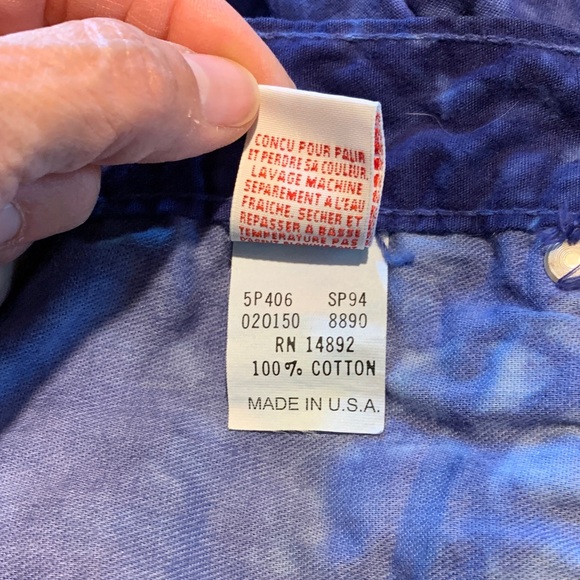 CONCU POUR PALIR
ET PERDRE SA COULEUR.
LAVAGE MACHINE
SEPAREMENT A L'EAU
FRAICHE. SECHER ET
REPASSER A BASSE
TEMPERATURE PAS
5P406 SP94
020150 8890
RN 14892
100% COTTON
MADE IN U.S.A.